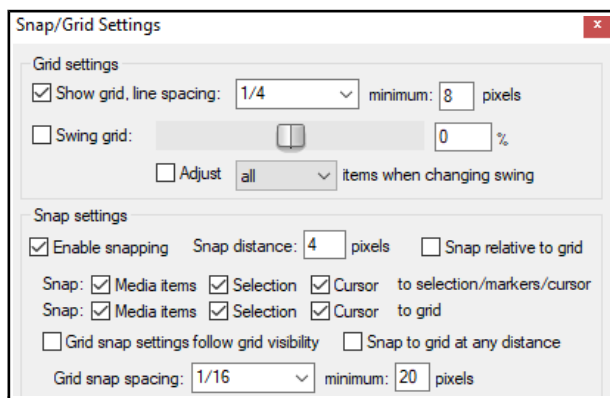 Snap/Grid Settings x
Grid settings
Show grid, line spacing: 1/4 minimum: 8 pixels
Swing grid: 0 %
Adjust all items when changing swing
Snap settings
Enable snapping Snap distance: 4 pixels Snap relative to grid
Snap: Media items Selection Cursor to selection/markers/cursor
Snap: Media items Selection Cursor to grid
Grid snap settings follow grid visibility Snap to grid at any distance
Grid snap spacing: 1/16 minimum: 20 pixels